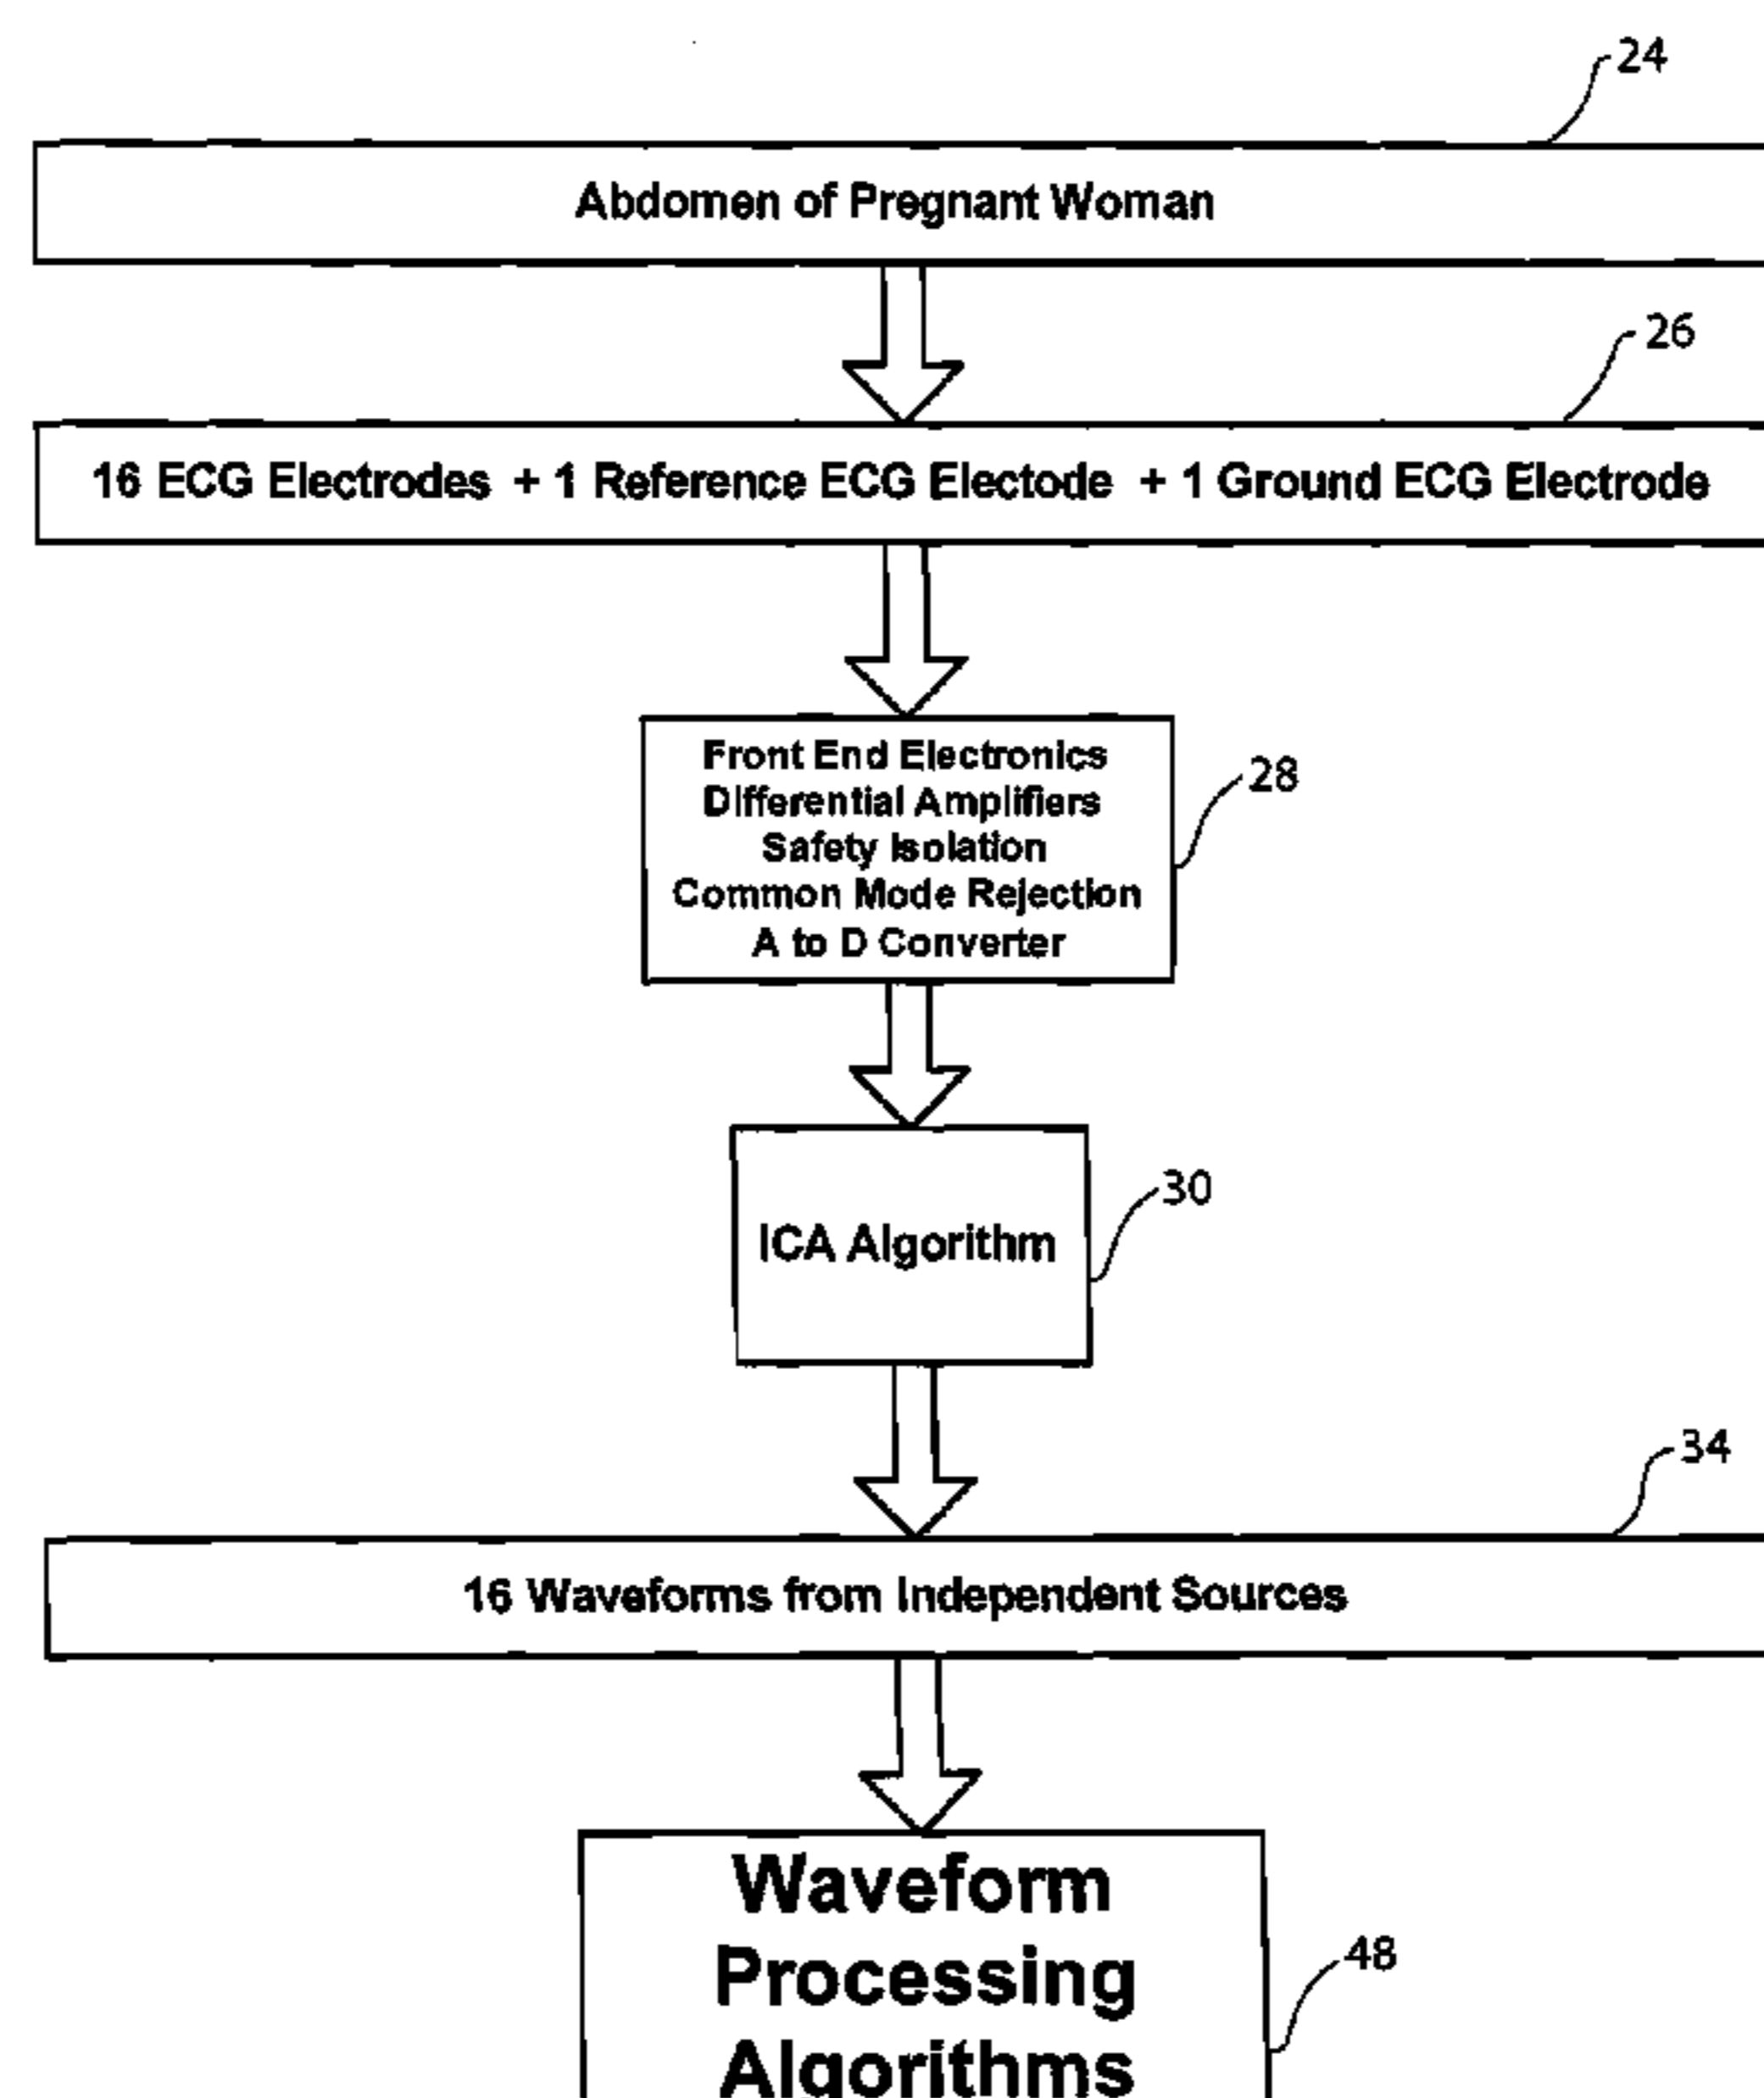 24
Abdomen of Pregnant Woman
26
16 ECG Electrodes + 1 Reference ECG Electode + 1 Ground ECG Electrode
Front End Electronics
Differential Amplifiers
Safety Isolation
Common Mode Rejection
A to D Converter
28
ICA Algorithm
30
34
16 Waveforms from Independent Sources
Waveform
Processing
Algorithms
48